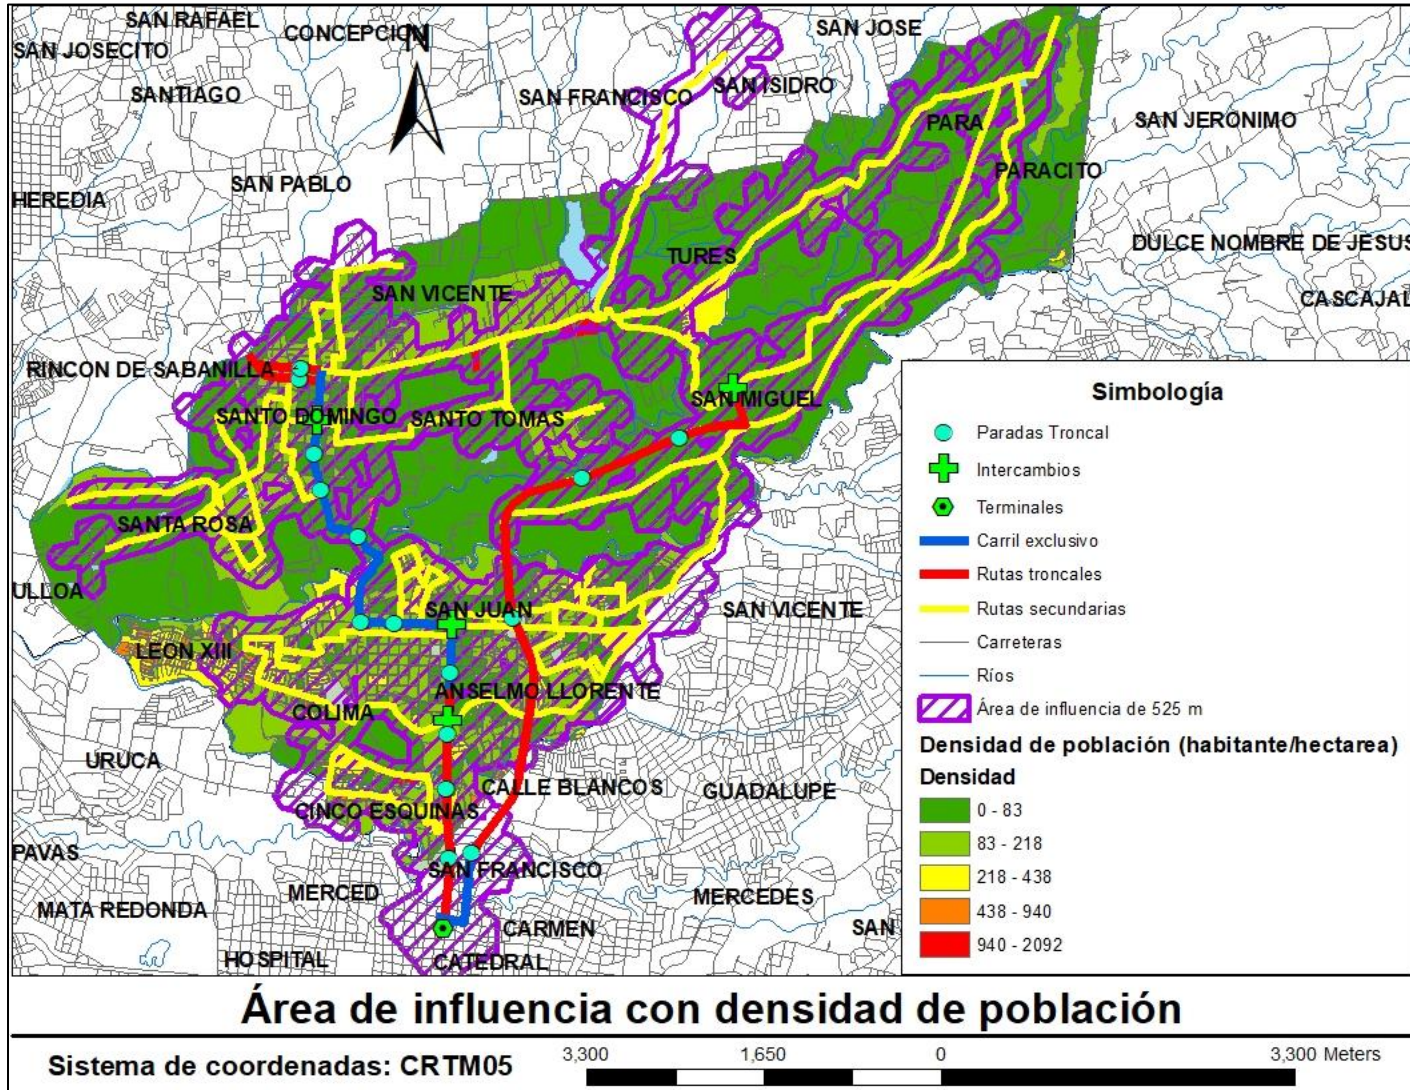 SAN RAFAEL
CONCEPCION
SAN JOSE
SAN JOSECITO
N
SANTIAGO
SAN FRANCISCO
SAN ISIDRO
PARA
SAN JERONIMO
HEREDIA
SAN PABLO
PARACITO
TURES
DULCE NOMBRE DE JESUS
SAN VICENTE
CASCAJAL
RINCON DE SABANILLA
SANTO DOMINGO
SANTO TOMAS
SAN MIGUEL
SANTA ROSA
ULLOA
SAN JUAN
SAN VICENTE
LEON XIII
ANSELMO LLORENTE
COLIMA
URUCA
CALLE BLANCOS
GUADALUPE
CINCO ESQUINAS
PAVAS
SAN FRANCISCO
MERCED
MERCEDES
MATA REDONDA
CARMEN
SAN
HOSPITAL
CATEDRAL
Simbología
Paradas Troncal
Intercambios
Terminales
Carril exclusivo
Rutas troncales
Rutas secundarias
Carreteras
Ríos
Área de influencia de 525 m
Densidad de población (habitante/hectarea)
Densidad
0 - 83
83 - 218
218 - 438
438 - 940
940 - 2092
Área de influencia con densidad de población
Sistema de coordenadas: CRTM05
3,300 1,650 0 3,300 Meters